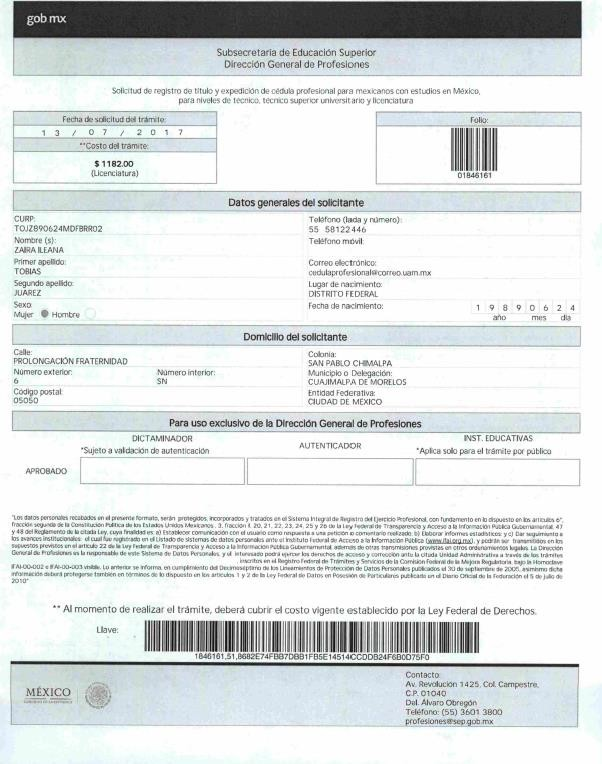 gob mx
Subsecretaría de Educación Superior
Dirección General de Profesiones
Solicitud de registro de título y expedición de cédula profesional para mexicanos con estudios en México,
para niveles de técnico, técnico superior universitario y licenciatura
Fecha de solicitud del trámite:
1 3 / 0 7 / 2 0 1 7
**Costo del trámite:
$ 1182.00
(Licenciatura)
Folio:
01846161
Datos generales del solicitante
CURP:
TOJZ890624MDFBRR02
Nombre (s):
ZAIRA ILEANA
Primer apellido:
TOBIAS
Segundo apellido:
JUAREZ
Sexo:
Mujer Hombre
Teléfono (lada y número):
55 58122446
Teléfono móvil:
Correo electrónico:
cedulaprofesional@correo.uam.mx
Lugar de nacimiento:
DISTRITO FEDERAL
Fecha de nacimiento:
1 9 8 9 0 6 2 4
año mes día
Domicilio del solicitante
Calle:
PROLONGACIÓN FRATERNIDAD
Número exterior: Número interior:
6 SN
Código postal:
05050
Colonia:
SAN PABLO CHIMALPA
Municipio o Delegación:
CUAJIMALPA DE MORELOS
Entidad Federativa:
CIUDAD DE MEXICO
Para uso exclusivo de la Dirección General de Profesiones
DICTAMINADOR
*Sujeto a validación de autenticación
AUTENTICADOR
INST. EDUCATIVAS
*Aplica solo para el trámite por público
APROBADO
"Los datos personales recabados en el presente formato, serán protegidos, incorporados y tratados en el Sistema Integral de Registro del Ejercicio Profesional, con fundamento en lo dispuesto en los artículos 6°,
fracción segunda de la Constitución Política de los Estados Unidos Mexicanos, 3, fracción II, 20, 21, 22, 23, 24, 25 y 26 de la Ley Federal de Transparencia y Acceso a la Información Pública Gubernamental, 47
y 48 del Reglamento de la citada Ley, cuya finalidad es: a) Establecer comunicación con el usuario como respuesta a una petición o comentario realizado; b) Elaborar informes estadísticos; y c) Dar seguimiento a
los avances institucionales: el cual fue registrado en el Listado de sistemas de datos personales ante el Instituto Federal de Acceso a la Información Pública (www.ifai.org.mx), y podrán ser transmitidos en los
supuestos previstos en el artículo 22 de la Ley Federal de Transparencia y Acceso a la Información Pública Gubernamental, además de otras transmisiones previstas en otros ordenamientos legales. La Dirección
General de Profesiones es la responsable de este Sistema de Datos Personales, y el interesado podrá ejercer los derechos de acceso y corrección ante la citada Unidad Administrativa a través de los trámites
inscritos en el Registro Federal de Trámites y Servicios de la Comisión Federal de la Mejora Regulatoria, bajo la Homoclave
IFAI-00-002 e IFAI-00-003 visible. Lo anterior se informa, en cumplimiento del Decimoséptimo de los Lineamientos de Protección de Datos Personales publicados el 30 de septiembre de 2005, asimismo dicha
información deberá protegerse también en términos de lo dispuesto en los artículos 1 y 2 de la Ley Federal de Datos en Posesión de Particulares publicada en el Diario Oficial de la Federación el 5 de julio de
2010"
** Al momento de realizar el trámite, deberá cubrir el costo vigente establecido por la Ley Federal de Derechos.
Llave:
1846161,51,8682E74FBB7DBB1FB5E14514CCDDB24F6B0D75F0
MÉXICO
Contacto:
Av. Revolución 1425, Col. Campestre,
C.P. 01040
Del. Álvaro Obregón
Teléfono: (55) 3601 3800
profesiones@sep.gob.mx